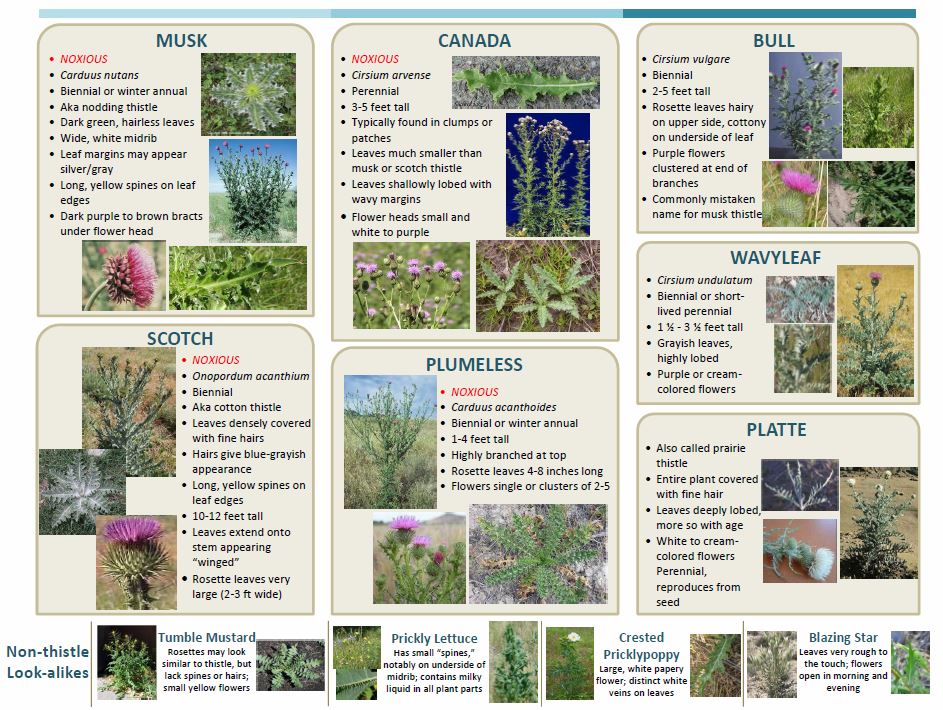 MUSK
• NOXIOUS
• Carduus nutans
• Biennial or winter annual
• Aka nodding thistle
• Dark green, hairless leaves
• Wide, white midrib
• Leaf margins may appear
silver/gray
• Long, yellow spines on leaf
edges
• Dark purple to brown bracts
under flower head
CANADA
• NOXIOUS
• Cirsium arvense
• Perennial
• 3-5 feet tall
• Typically found in clumps or
patches
• Leaves much smaller than
musk or scotch thistle
• Leaves shallowly lobed with
wavy margins
• Flower heads small and
white to purple
BULL
• Cirsium vulgare
• Biennial
• 2-5 feet tall
• Rosette leaves hairy
on upper side, cottony
on underside of leaf
• Purple flowers
clustered at end of
branches
• Commonly mistaken
name for musk thistle
WAVYLEAF
• Cirsium undulatum
• Biennial or short-
lived perennial
• 1 ½ - 3 ½ feet tall
• Grayish leaves,
highly lobed
• Purple or cream-
colored flowers
SCOTCH
• NOXIOUS
• Onopordum acanthium
• Biennial
• Aka cotton thistle
• Leaves densely covered
with fine hairs
• Hairs give blue-grayish
appearance
• Long, yellow spines on
leaf edges
• 10-12 feet tall
• Leaves extend onto
stem appearing
“winged”
• Rosette leaves very
large (2-3 ft wide)
PLUMELESS
• NOXIOUS
• Carduus acanthoides
• Biennial or winter annual
• 1-4 feet tall
• Highly branched at top
• Rosette leaves 4-8 inches long
• Flowers single or clusters of 2-5
PLATTE
• Also called prairie
thistle
• Entire plant covered
with fine hair
• Leaves deeply lobed,
more so with age
• White to cream-
colored flowers
Perennial,
reproduces from
seed
Non-thistle
Look-alikes
Tumble Mustard
Rosettes may look
similar to thistle, but
lack spines or hairs;
small yellow flowers
Prickly Lettuce
Has small “spines,”
notably on underside of
midrib; contains milky
liquid in all plant parts
Crested
Pricklypoppy
Large, white papery
flower; distinct white
veins on leaves
Blazing Star
Leaves very rough to
the touch; flowers
open in morning and
evening